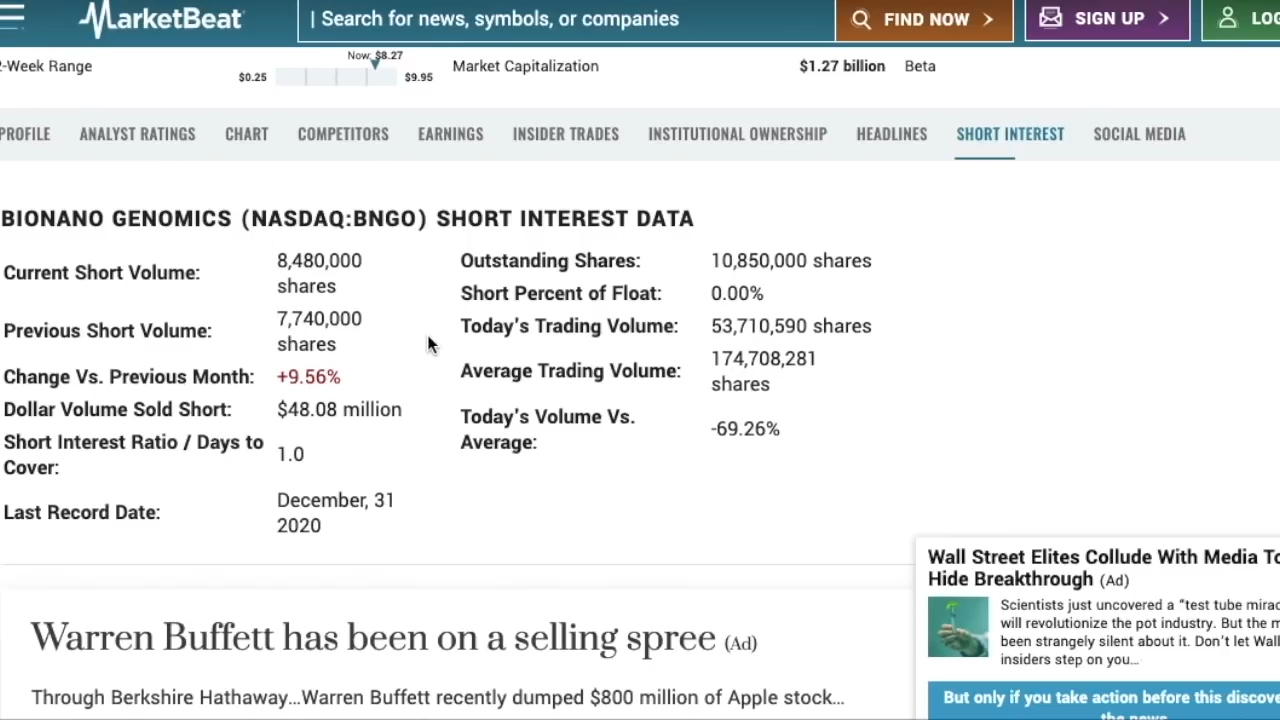 MarketBeat
| Search for news, symbols, or companies
FIND NOW
SIGN UP
LOG
2-Week Range
Now: $8.27
$0.25
$9.95
Market Capitalization
$1.27 billion
Beta
PROFILE
ANALYST RATINGS
CHART
COMPETITORS
EARNINGS
INSIDER TRADES
INSTITUTIONAL OWNERSHIP
HEADLINES
SHORT INTEREST
SOCIAL MEDIA
BIONANO GENOMICS (NASDAQ:BNGO) SHORT INTEREST DATA
Current Short Volume:
8,480,000
shares
Previous Short Volume:
7,740,000
shares
Change Vs. Previous Month:
+9.56%
Dollar Volume Sold Short:
$48.08 million
Short Interest Ratio / Days to
Cover:
1.0
Last Record Date:
December, 31
2020
Outstanding Shares:
10,850,000 shares
Short Percent of Float:
0.00%
Today's Trading Volume:
53,710,590 shares
Average Trading Volume:
174,708,281
shares
Today's Volume Vs.
Average:
-69.26%
Warren Buffett has been on a selling spree (Ad)
Through Berkshire Hathaway...Warren Buffett recently dumped $800 million of Apple stock...
Wall Street Elites Collude With Media To
Hide Breakthrough (Ad)
Scientists just uncovered a “test tube mirac
will revolutionize the pot industry. But the m
been strangely silent about it. Don't let Wall
insiders step on you...
But only if you take action before this discove
the news